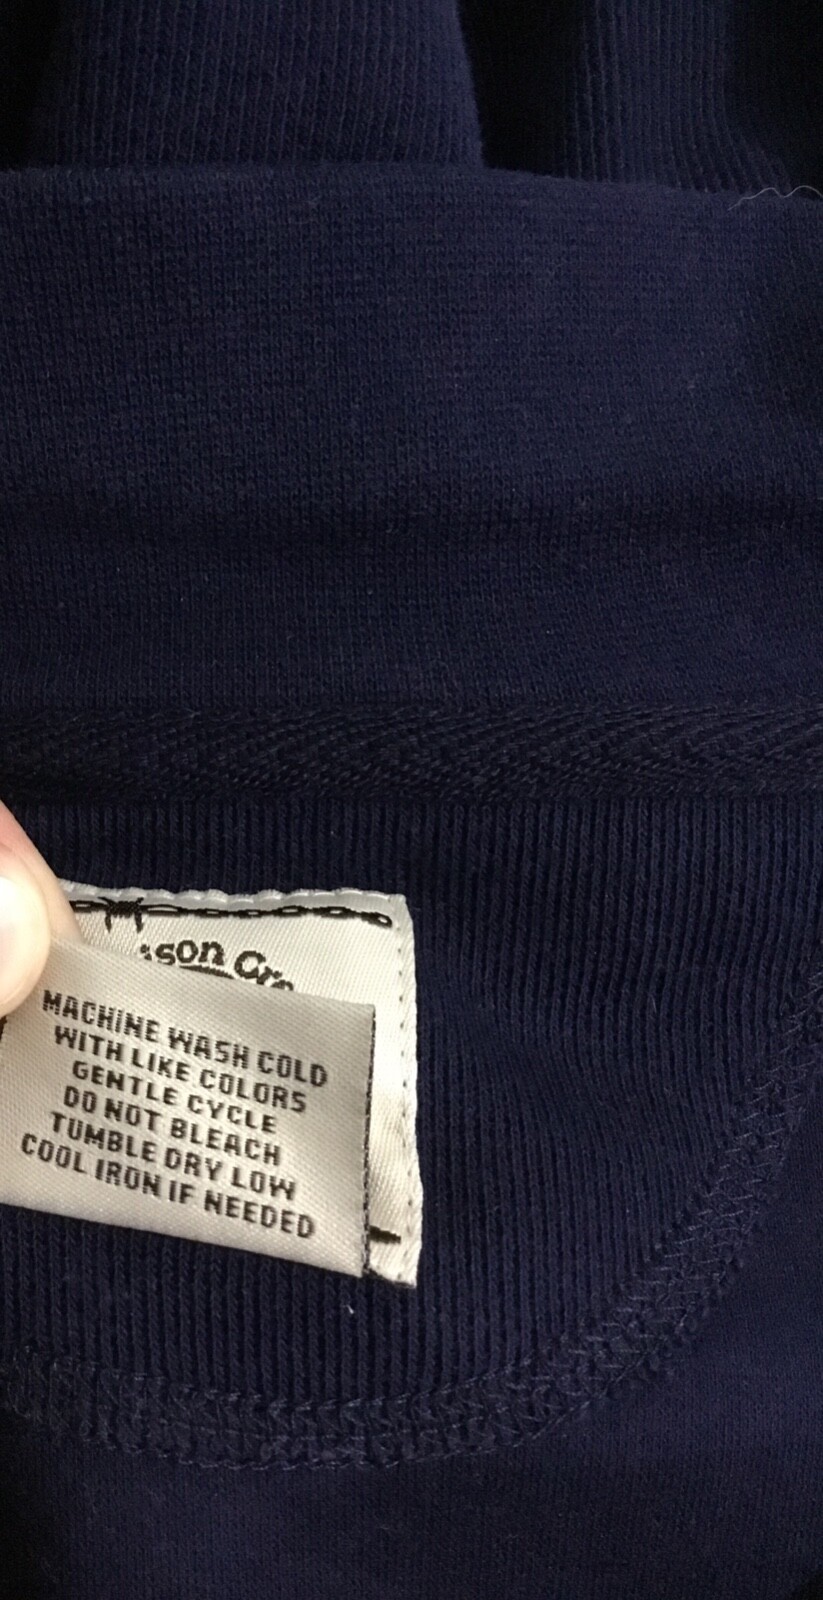 MACHINE WASH COLD
WITH LIKE COLORS
GENTLE CYCLE
DO NOT BLEACH
TUMBLE DRY LOW
COOL IRON IF NEEDED